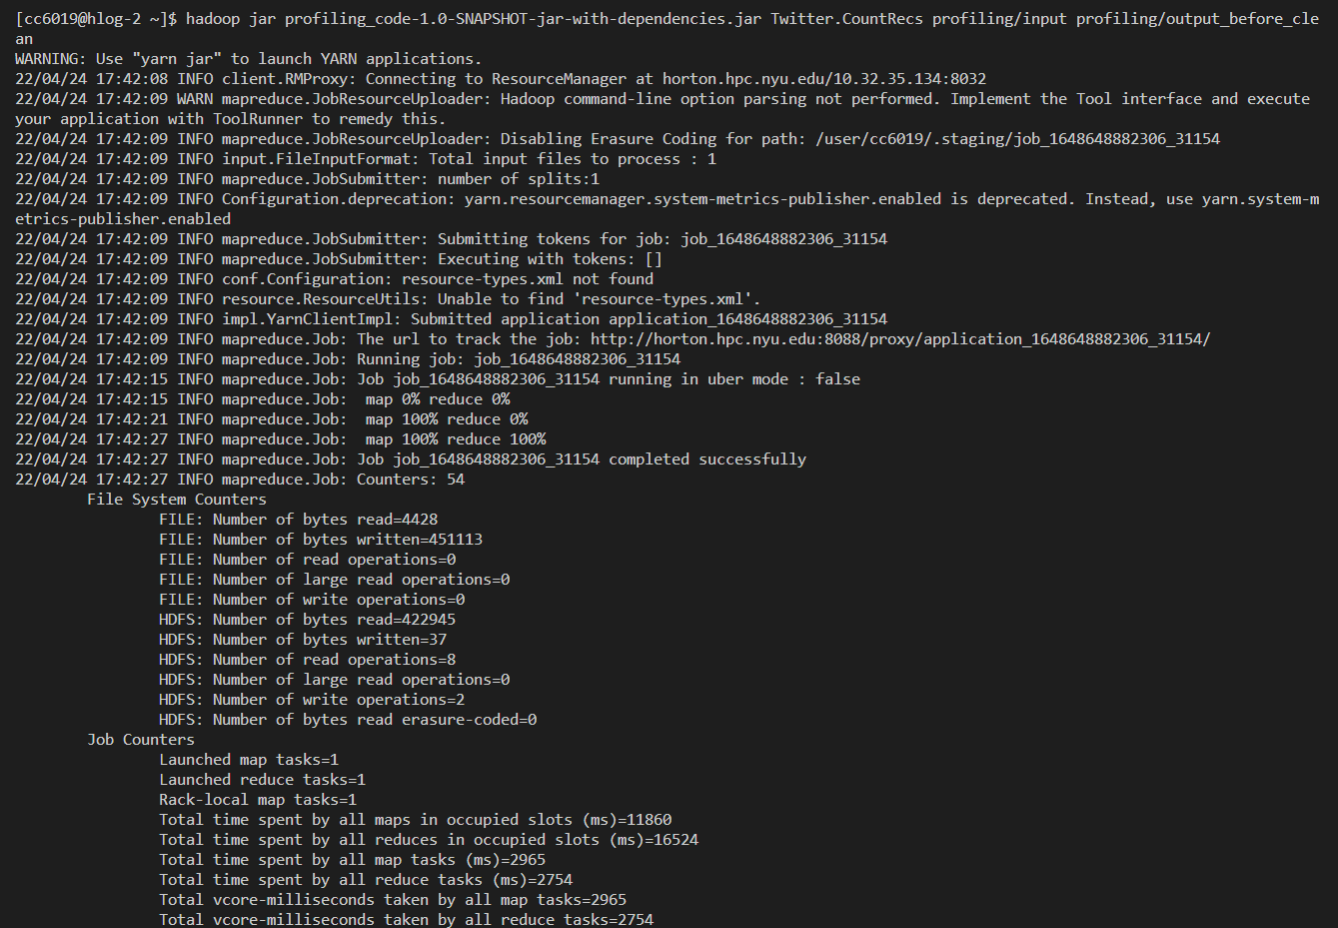 [cc6019@hlog-2 ~]$ hadoop jar profiling_code-1.0-SNAPSHOT-jar-with-dependencies.jar Twitter.CountRecs profiling/input profiling/output_before_cle
an
WARNING: Use "yarn jar" to launch YARN applications.
22/04/24 17:42:08 INFO client.RMProxy: Connecting to ResourceManager at horton.hpc.nyu.edu/10.32.35.134:8032
22/04/24 17:42:09 WARN mapreduce.JobResourceUploader: Hadoop command-line option parsing not performed. Implement the Tool interface and execute
your application with ToolRunner to remedy this.
22/04/24 17:42:09 INFO mapreduce.JobResourceUploader: Disabling Erasure Coding for path: /user/cc6019/.staging/job_1648648882306_31154
22/04/24 17:42:09 INFO input.FileInputFormat: Total input files to process : 1
22/04/24 17:42:09 INFO mapreduce.JobSubmitter: number of splits:1
22/04/24 17:42:09 INFO Configuration.deprecation: yarn.resourcemanager.system-metrics-publisher.enabled is deprecated. Instead, use yarn.system-m
etrics-publisher.enabled
22/04/24 17:42:09 INFO mapreduce.JobSubmitter: Submitting tokens for job: job_1648648882306_31154
22/04/24 17:42:09 INFO mapreduce.JobSubmitter: Executing with tokens: []
22/04/24 17:42:09 INFO conf.Configuration: resource-types.xml not found
22/04/24 17:42:09 INFO resource.ResourceUtils: Unable to find 'resource-types.xml'.
22/04/24 17:42:09 INFO impl.YarnClientImpl: Submitted application application_1648648882306_31154
22/04/24 17:42:09 INFO mapreduce.Job: The url to track the job: http://horton.hpc.nyu.edu:8088/proxy/application_1648648882306_31154/
22/04/24 17:42:09 INFO mapreduce.Job: Running job: job_1648648882306_31154
22/04/24 17:42:15 INFO mapreduce.Job: Job job_1648648882306_31154 running in uber mode : false
22/04/24 17:42:15 INFO mapreduce.Job:  map 0% reduce 0%
22/04/24 17:42:21 INFO mapreduce.Job:  map 100% reduce 0%
22/04/24 17:42:27 INFO mapreduce.Job:  map 100% reduce 100%
22/04/24 17:42:27 INFO mapreduce.Job: Job job_1648648882306_31154 completed successfully
22/04/24 17:42:27 INFO mapreduce.Job: Counters: 54
File System Counters
FILE: Number of bytes read=4428
FILE: Number of bytes written=451113
FILE: Number of read operations=0
FILE: Number of large read operations=0
FILE: Number of write operations=0
HDFS: Number of bytes read=422945
HDFS: Number of bytes written=37
HDFS: Number of read operations=8
HDFS: Number of large read operations=0
HDFS: Number of write operations=2
HDFS: Number of bytes read erasure-coded=0
Job Counters
Launched map tasks=1
Launched reduce tasks=1
Rack-local map tasks=1
Total time spent by all maps in occupied slots (ms)=11860
Total time spent by all reduces in occupied slots (ms)=16524
Total time spent by all map tasks (ms)=2965
Total time spent by all reduce tasks (ms)=2754
Total vcore-milliseconds taken by all map tasks=2965
Total vcore-milliseconds taken by all reduce tasks=2754